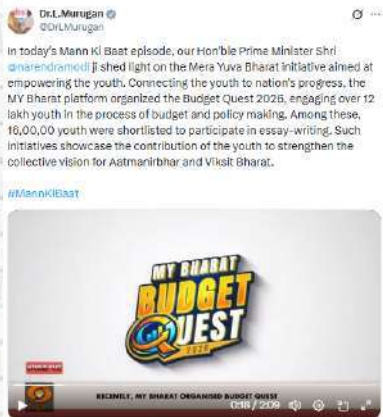 Dr.L.Murugan
@DrLMurugan
In today's Mann Ki Baat episode, our Hon'ble Prime Minister Shri
@narendramodi ji shed light on the Mera Yuva Bharat initiative aimed at
empowering the youth. Connecting the youth to nation's progress, the
MY Bharat platform organized the Budget Quest 2026, engaging over 12
lakh youth in the process of budget and policy making. Among these,
16,00,00 youth were shortlisted to participate in essay-writing. Such
initiatives showcase the contribution of the youth to strengthen the
collective vision for Aatmanirbhar and Viksit Bharat.
#MannKiBaat
MY BHARAT
BUDGET
QUEST
2026
RECENTLY, MY BHARAT ORGANISED BUDGET QUEST
0:18 / 2:09